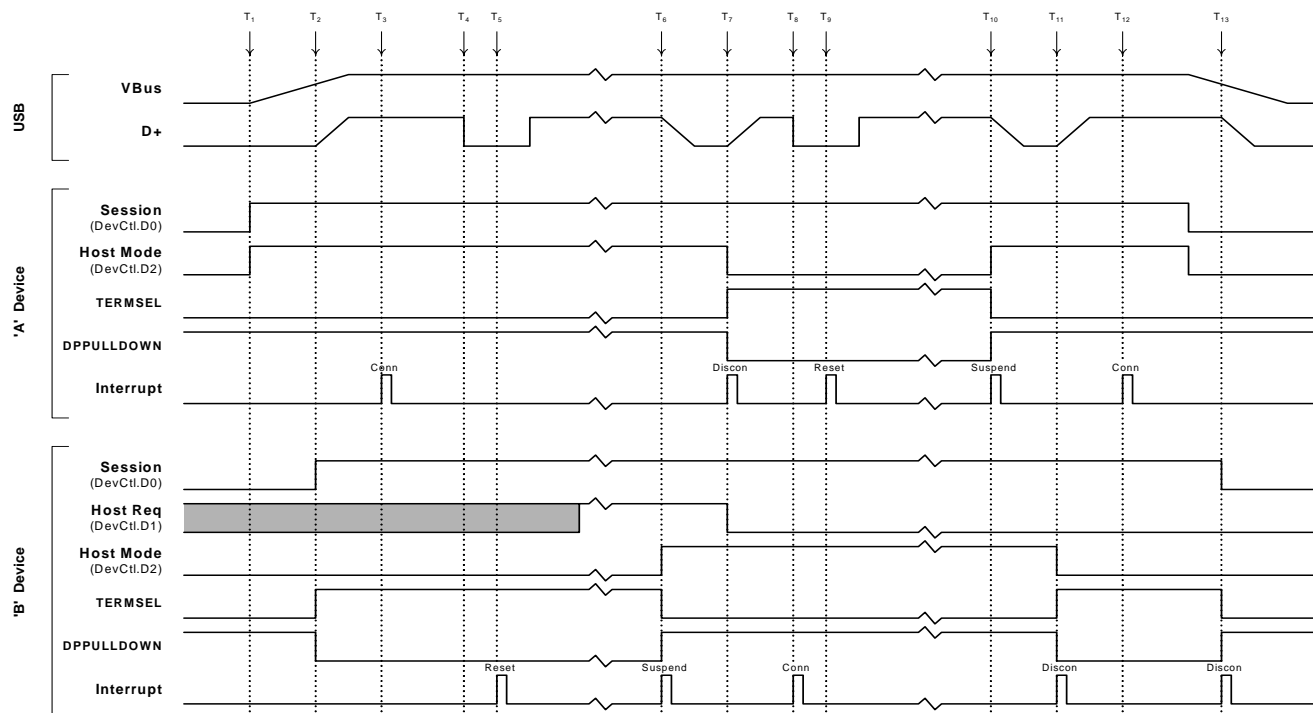 T1 T2 T3 T4 T5 T6 T7 T8 T9 T10 T11 T12 T13
USB
VBus
D+
'A' Device
Session
(DevCtl.D0)
Host Mode
(DevCtl.D2)
TERMSEL
DPPULLDOWN
Conn Discon Reset Suspend Conn
Interrupt
'B' Device
Session
(DevCtl.D0)
Host Req
(DevCtl.D1)
Host Mode
(DevCtl.D2)
TERMSEL
DPPULLDOWN
Reset Suspend Conn Discon Discon
Interrupt